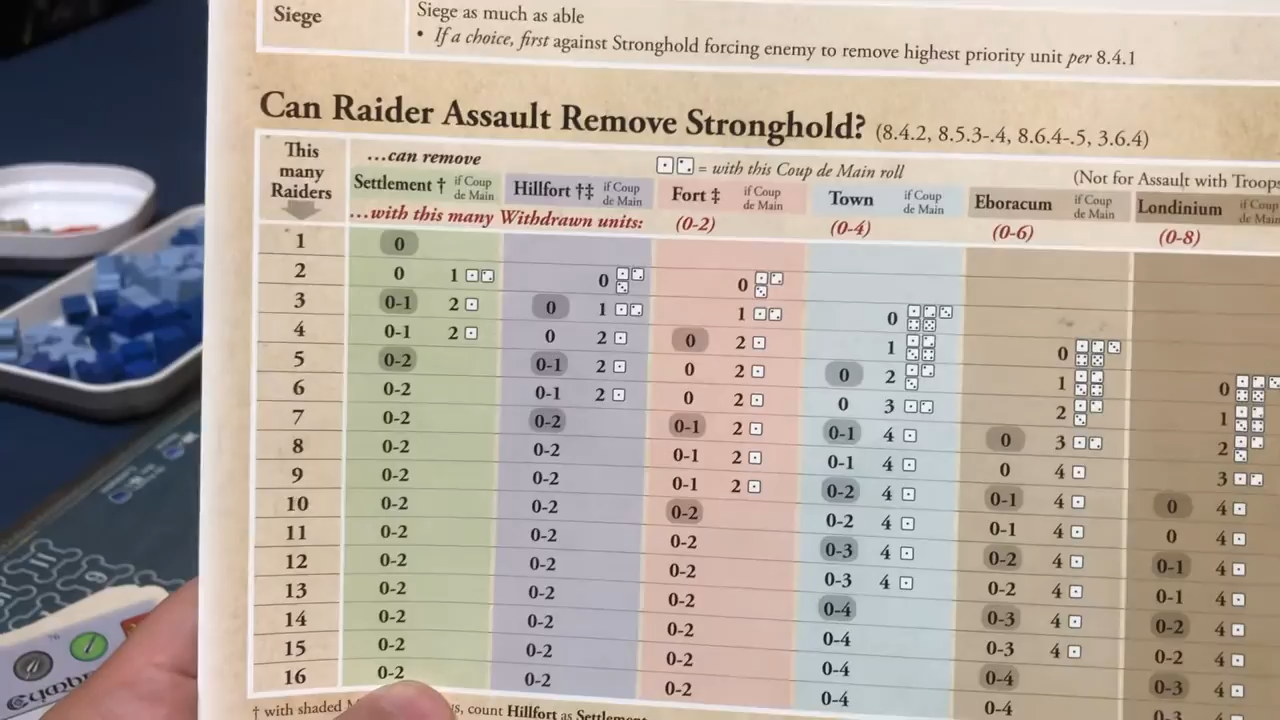 Siege
Siege as much as able
• If a choice, first against Stronghold forcing enemy to remove highest priority unit per 8.4.1
Can Raider Assault Remove Stronghold? (8.4.2, 8.5.3-.4, 8.6.4-.5, 3.6.4)
This many Raiders
...can remove
= with this Coup de Main roll
(Not for Assault with Troops
Settlement † if Coup de Main Hillfort †‡ if Coup de Main Fort ‡ if Coup de Main Town if Coup de Main Eboracum if Coup de Main Londinium if Coup de Main
...with this many Withdrawn units: (0-2) (0-4) (0-6) (0-8)
1 0
2 0 1 0 0
3 0-1 2 0 1 1 0
4 0-1 2 0 2 0 2 1 0
5 0-2 0-1 2 0 2 0 2 1 0
6 0-2 0-1 2 0 2 0 3 2 1
7 0-2 0-2 0-1 2 0-1 4 0 3 2
8 0-2 0-2 0-1 2 0-1 4 0 4 3
9 0-2 0-2 0-1 2 0-2 4 0-1 4 0 4
10 0-2 0-2 0-2 0-2 4 0-1 4 0 4
11 0-2 0-2 0-2 0-3 4 0-2 4 0-1 4
12 0-2 0-2 0-2 0-3 4 0-2 4 0-1 4
13 0-2 0-2 0-2 0-4 0-3 4 0-2 4
14 0-2 0-2 0-2 0-4 0-3 4 0-2 4
15 0-2 0-2 0-2 0-4 0-4 0-3 4
16 0-2 0-2 0-2 0-4 0-4 0-3
† with shaded count Hillfort as Settlement